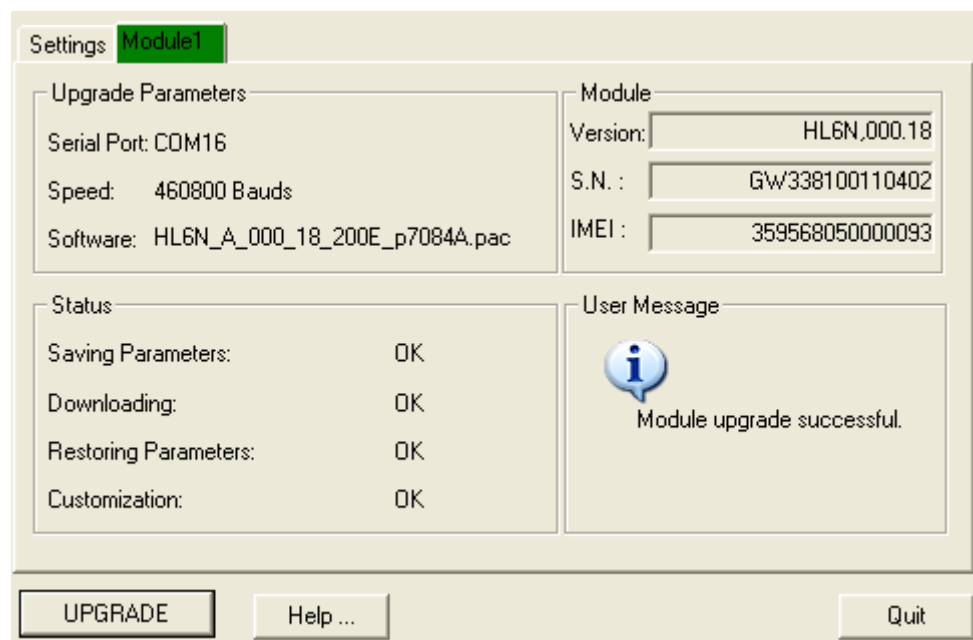 Settings Module1
Upgrade Parameters
Serial Port: COM16
Speed: 460800 Bauds
Software: HL6N_A_000_18_200E_p7084A.pac
Module
Version: HL6N,000.18
S.N. : GW338100110402
IMEI : 359568050000093
Status
Saving Parameters: OK
Downloading: OK
Restoring Parameters: OK
Customization: OK
User Message
Module upgrade successful.
UPGRADE Help ... Quit